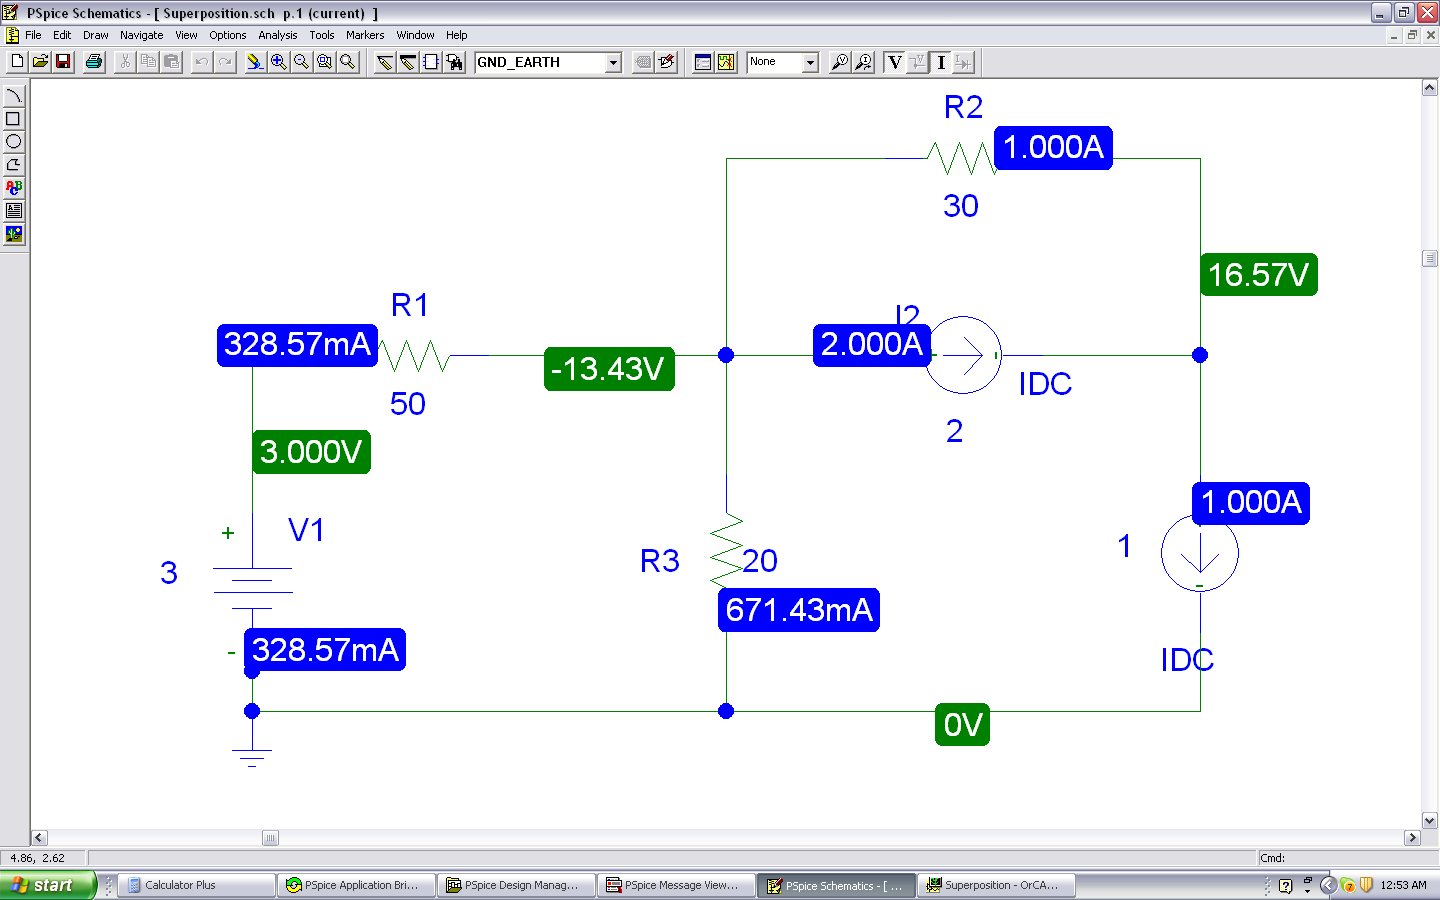 PSpice Schematics - [ Superposition.sch  p.1 (current)  ]
File Edit Draw Navigate View Options Analysis Tools Markers Window Help
GND_EARTH
None
V
I
ABC
R2
1.000A
30
16.57V
R1
I2
328.57mA
2.000A
-13.43V
50
IDC
2
3.000V
1.000A
+
V1
1
3
R3
20
671.43mA
-
328.57mA
IDC
0V
4.86, 2.62
Cmd:
start
Calculator Plus
PSpice Application Bri...
PSpice Design Manag...
PSpice Message View...
PSpice Schematics - [ ...
Superposition - OrCA...
12:53 AM